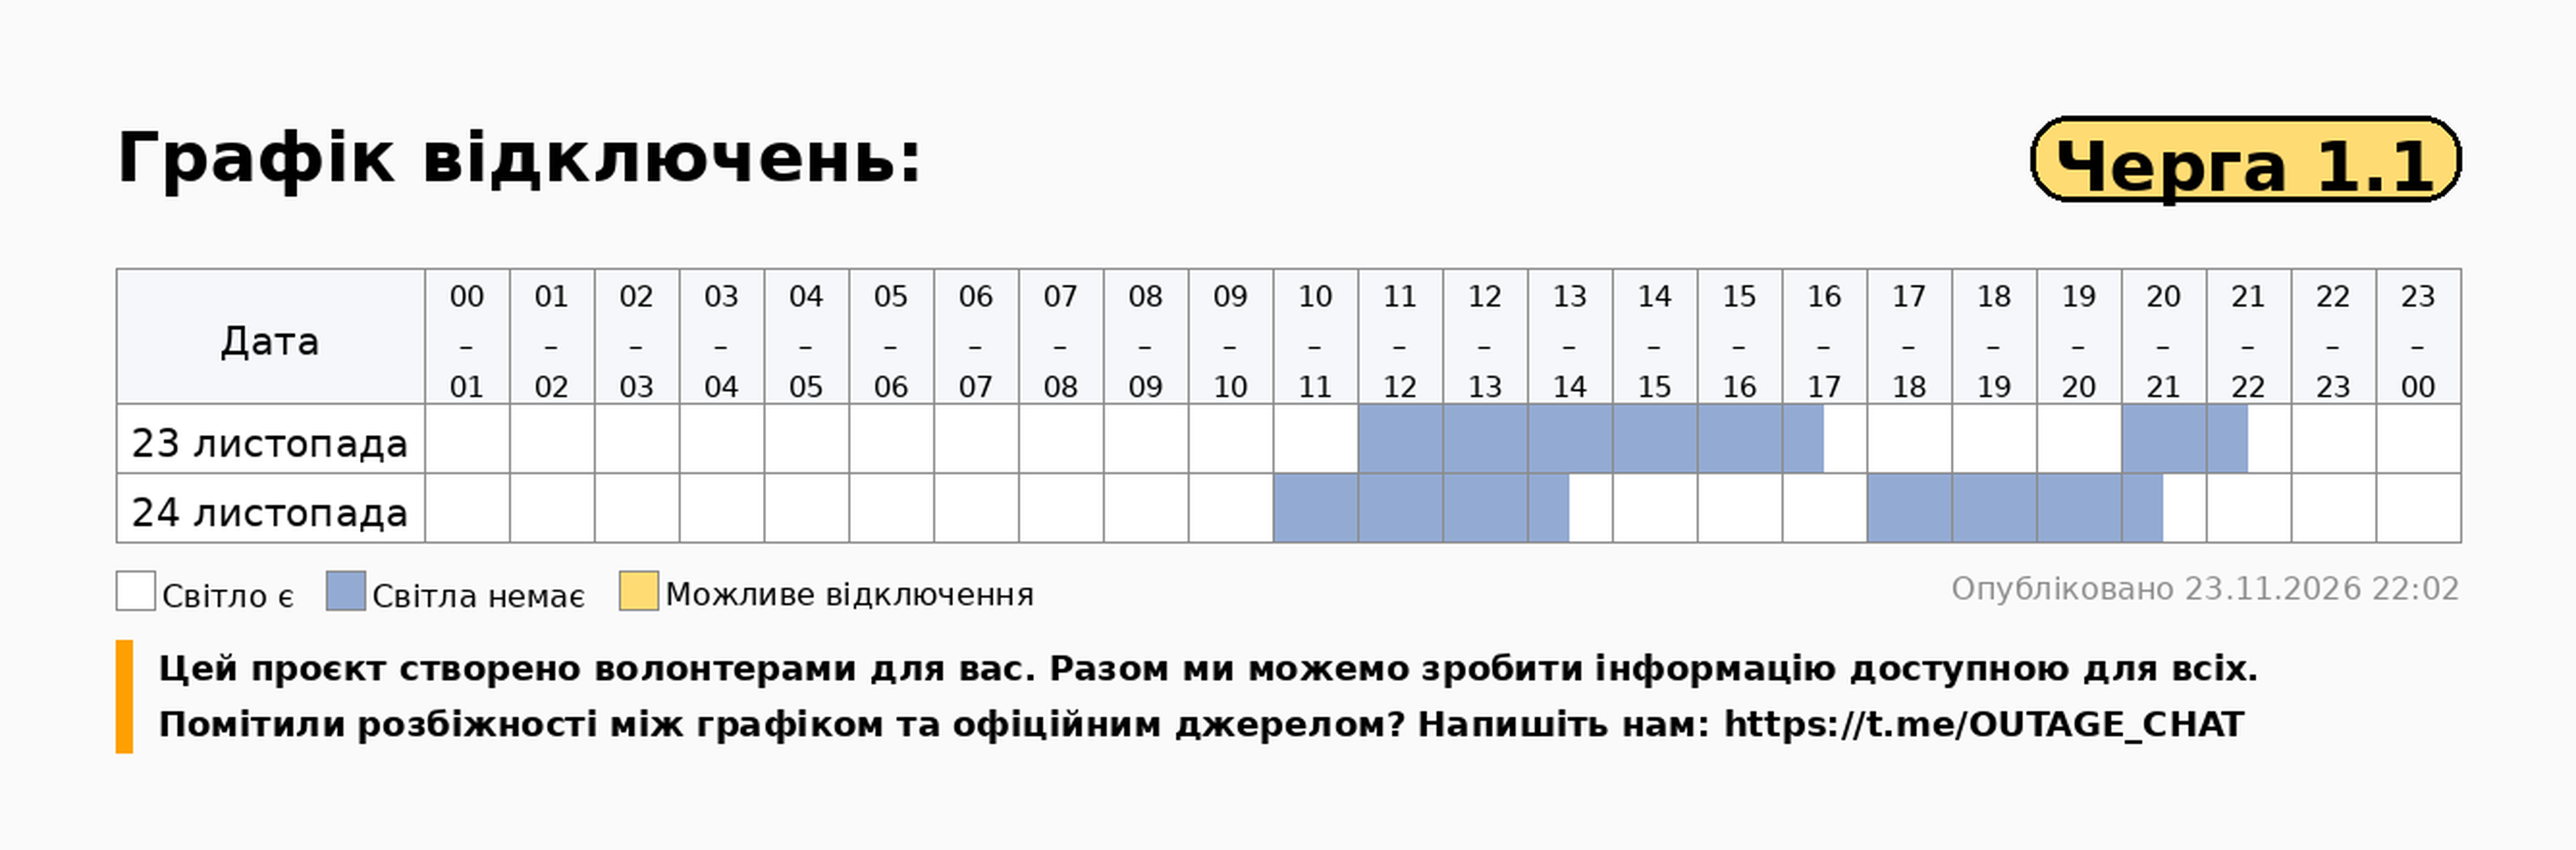 Графік відключень:
Черга 1.1
Дата 00 – 01 01 – 02 02 – 03 03 – 04 04 – 05 05 – 06 06 – 07 07 – 08 08 – 09 09 – 10 10 – 11 11 – 12 12 – 13 13 – 14 14 – 15 15 – 16 16 – 17 17 – 18 18 – 19 19 – 20 20 – 21 21 – 22 22 – 23 23 – 00
23 листопада
24 листопада
Світло є Світла немає Можливе відключення
Опубліковано 23.11.2026 22:02
Цей проєкт створено волонтерами для вас. Разом ми можемо зробити інформацію доступною для всіх.
Помітили розбіжності між графіком та офіційним джерелом? Напишіть нам: https://t.me/OUTAGE_CHAT